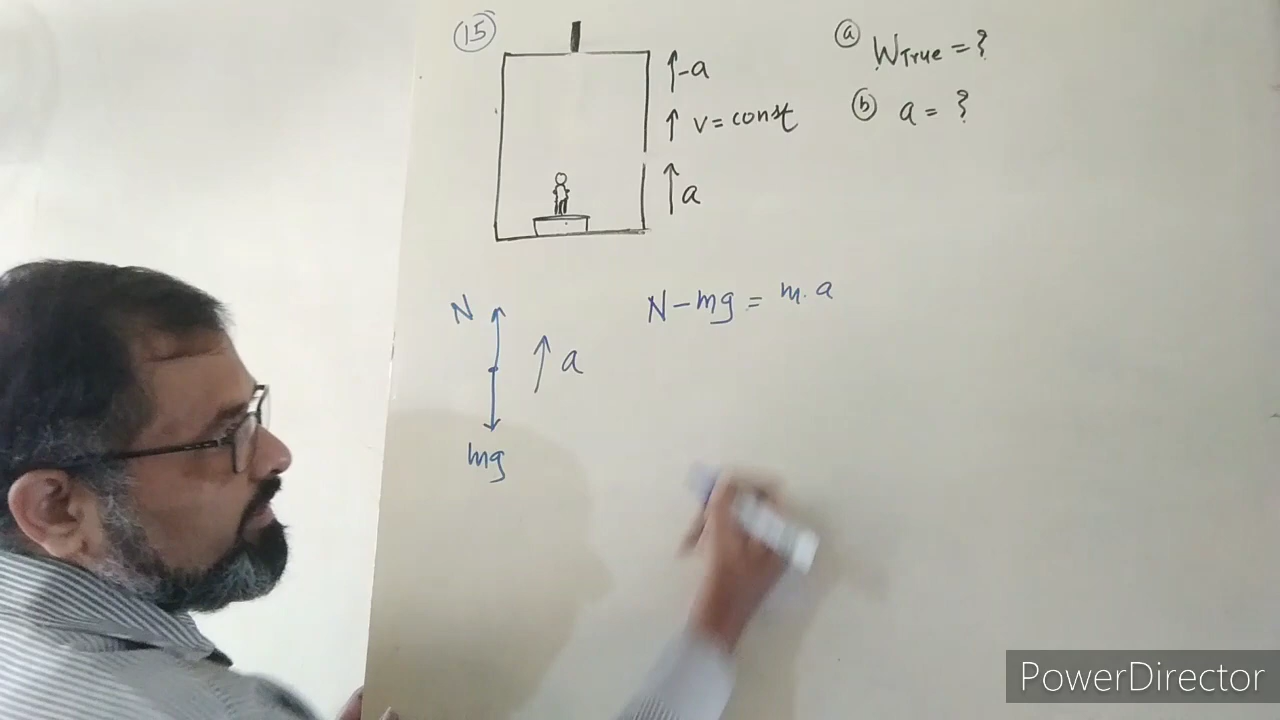 15
-a
v = const
a
ⓐ WTrue = ?
ⓑ a = ?
N
a
mg
N - mg = m.a
PowerDirector